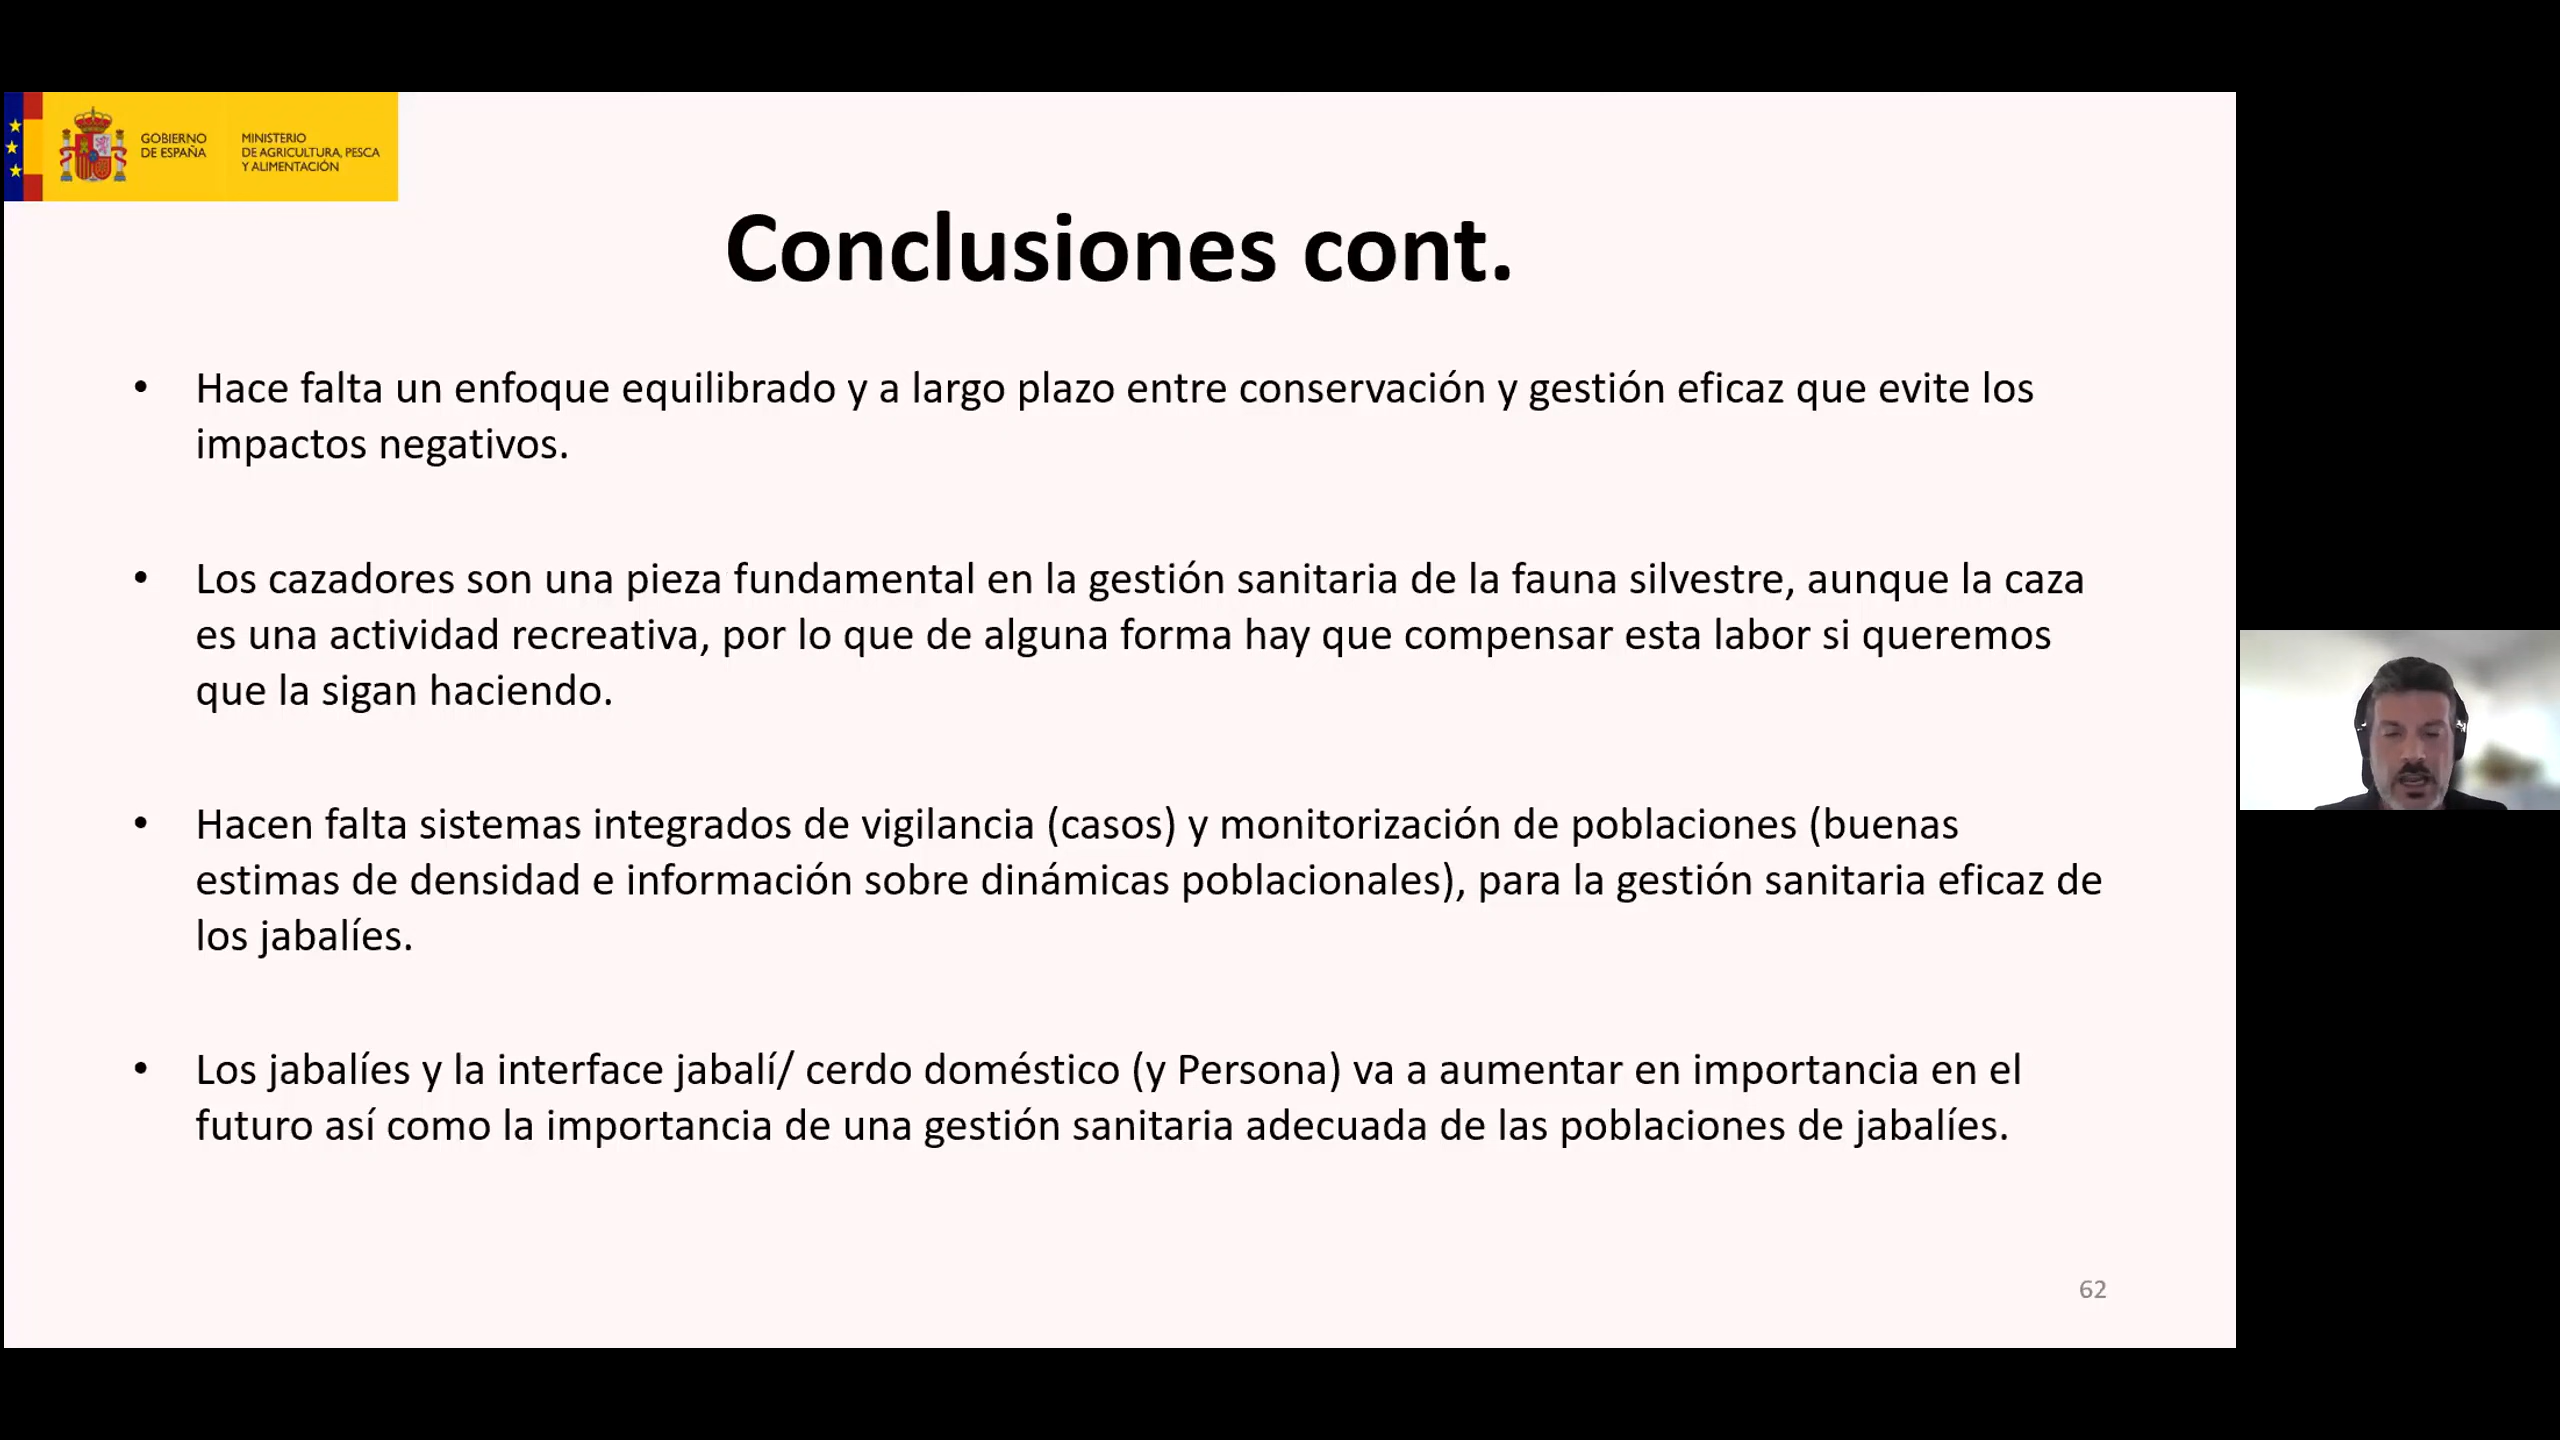 GOBIERNO
DE ESPAÑA
MINISTERIO
DE AGRICULTURA, PESCA
Y ALIMENTACIÓN
Conclusiones cont.
• Hace falta un enfoque equilibrado y a largo plazo entre conservación y gestión eficaz que evite los
impactos negativos.
• Los cazadores son una pieza fundamental en la gestión sanitaria de la fauna silvestre, aunque la caza
es una actividad recreativa, por lo que de alguna forma hay que compensar esta labor si queremos
que la sigan haciendo.
• Hacen falta sistemas integrados de vigilancia (casos) y monitorización de poblaciones (buenas
estimas de densidad e información sobre dinámicas poblacionales), para la gestión sanitaria eficaz de
los jabalíes.
• Los jabalíes y la interface jabalí/ cerdo doméstico (y Persona) va a aumentar en importancia en el
futuro así como la importancia de una gestión sanitaria adecuada de las poblaciones de jabalíes.
62